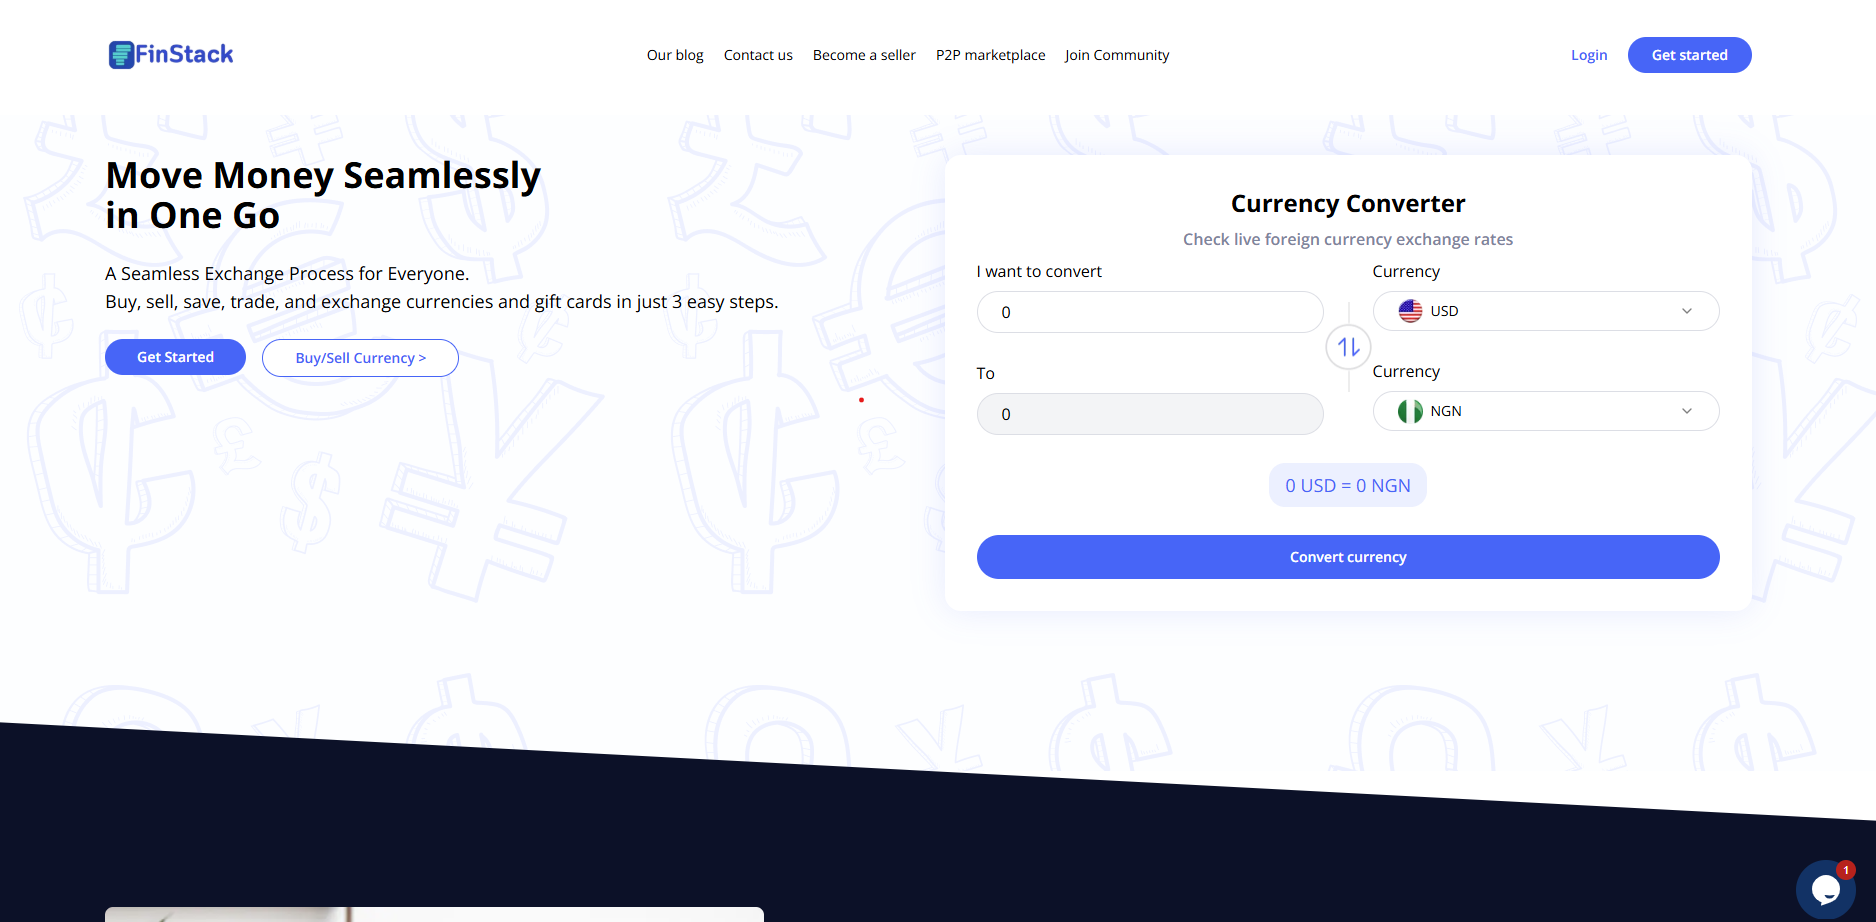 FinStack
Our blog
Contact us
Become a seller
P2P marketplace
Join Community
Login
Get started
Move Money Seamlessly
in One Go
A Seamless Exchange Process for Everyone.
Buy, sell, save, trade, and exchange currencies and gift cards in just 3 easy steps.
Get Started
Buy/Sell Currency >
Currency Converter
Check live foreign currency exchange rates
I want to convert
Currency
0
USD
To
Currency
0
NGN
0 USD = 0 NGN
Convert currency
1